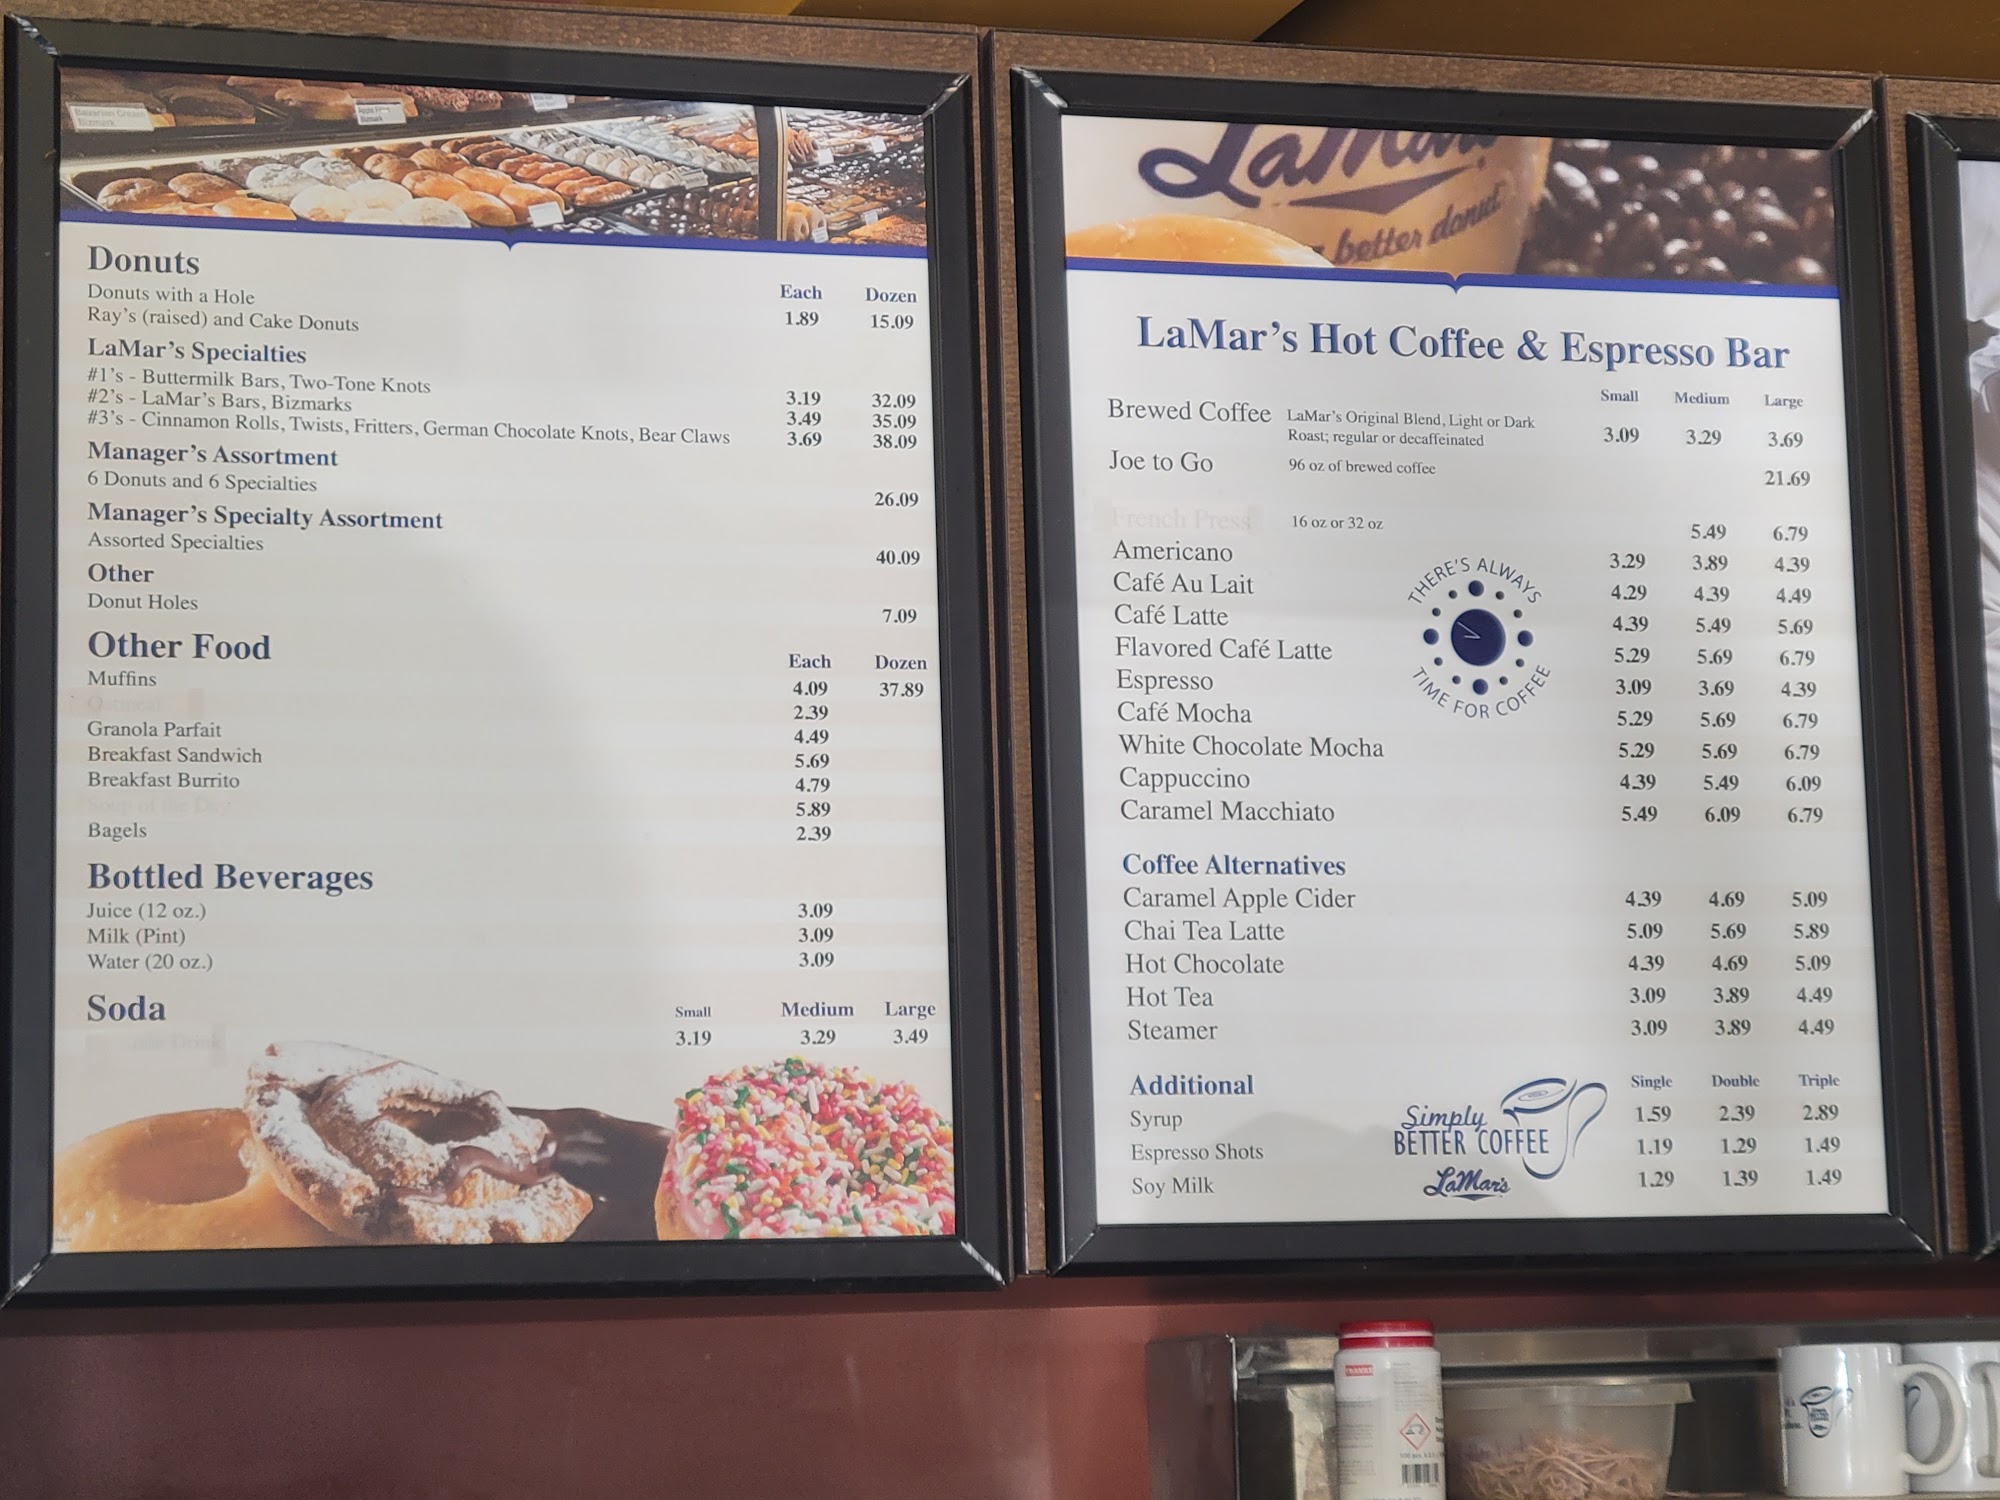 Bavarian Cream
Bizmark
Donuts
Donuts with a Hole
Each Dozen
Ray's (raised) and Cake Donuts 1.89 15.09
LaMar's Specialties
#1's - Buttermilk Bars, Two-Tone Knots 3.19 32.09
#2's - LaMar's Bars, Bizmarks 3.49 35.09
#3's - Cinnamon Rolls, Twists, Fritters, German Chocolate Knots, Bear Claws 3.69 38.09
Manager's Assortment
6 Donuts and 6 Specialties 26.09
Manager's Specialty Assortment
Assorted Specialties 40.09
Other
Donut Holes 7.09
Other Food Each Dozen
Muffins 4.09 37.89
Oatmeal 2.39
Granola Parfait 4.49
Breakfast Sandwich 5.69
Breakfast Burrito 4.79
Soup of the Day 5.89
Bagels 2.39
Bottled Beverages
Juice (12 oz.) 3.09
Milk (Pint) 3.09
Water (20 oz.) 3.09
Soda Small Medium Large
Drink 3.19 3.29 3.49
LaMar
better donut
LaMar's Hot Coffee & Espresso Bar
Small Medium Large
Brewed Coffee LaMar's Original Blend, Light or Dark
Roast; regular or decaffeinated 3.09 3.29 3.69
Joe to Go 96 oz of brewed coffee 21.69
French Press 16 oz or 32 oz 5.49 6.79
Americano 3.29 3.89 4.39
Café Au Lait 4.29 4.39 4.49
Café Latte 4.39 5.49 5.69
Flavored Café Latte 5.29 5.69 6.79
Espresso 3.09 3.69 4.39
Café Mocha 5.29 5.69 6.79
White Chocolate Mocha 5.29 5.69 6.79
Cappuccino 4.39 5.49 6.09
Caramel Macchiato 5.49 6.09 6.79
THERE'S ALWAYS
TIME FOR COFFEE
Coffee Alternatives
Caramel Apple Cider 4.39 4.69 5.09
Chai Tea Latte 5.09 5.69 5.89
Hot Chocolate 4.39 4.69 5.09
Hot Tea 3.09 3.89 4.49
Steamer 3.09 3.89 4.49
Additional Single Double Triple
Syrup 1.59 2.39 2.89
Espresso Shots 1.19 1.29 1.49
Soy Milk 1.29 1.39 1.49
Simply
BETTER COFFEE
LaMar's